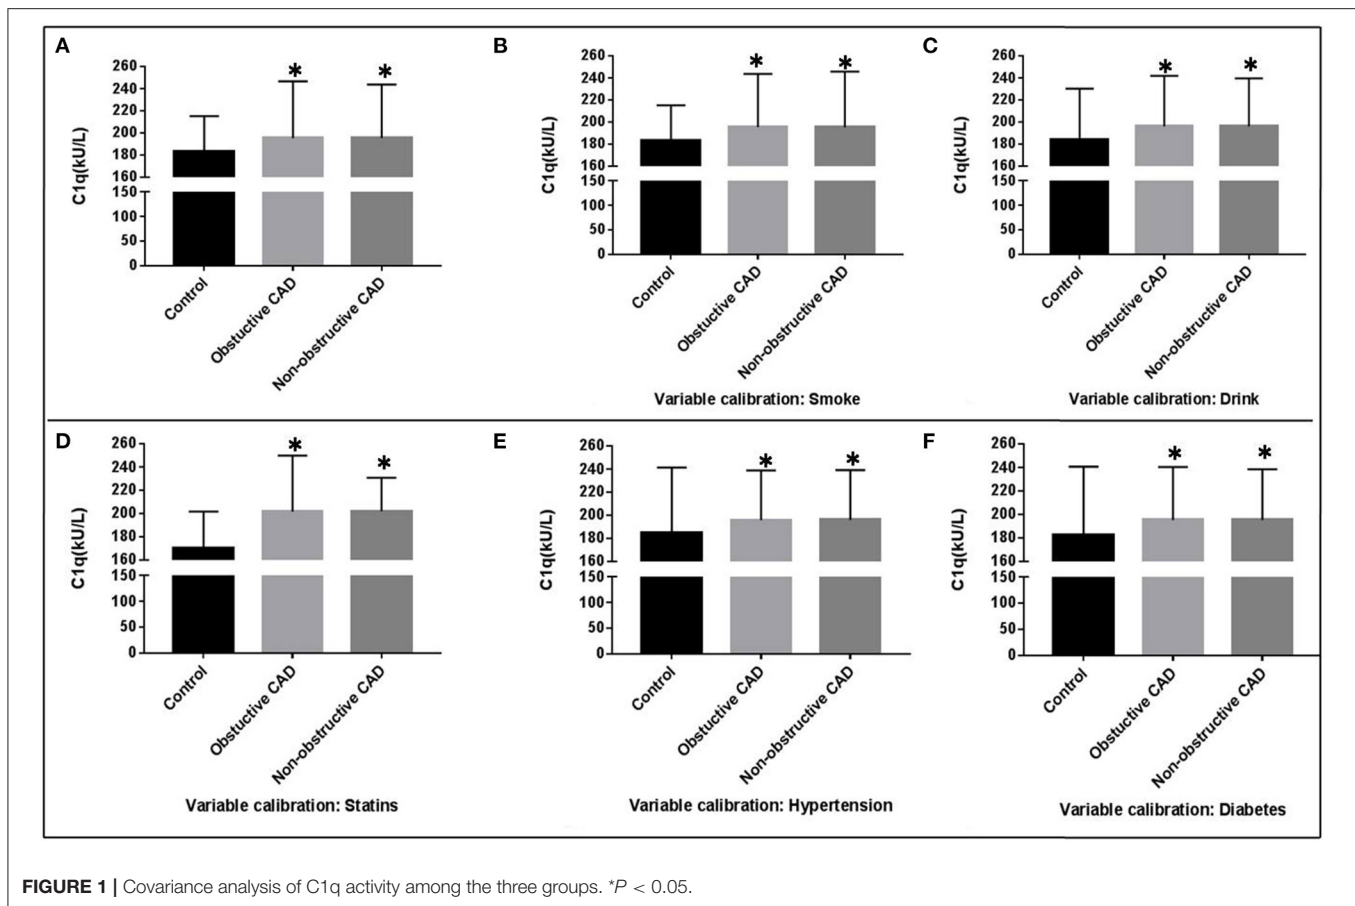 A
C1q(kU/L)
260
240
220
200
180
160
150
100
50
0
Control
Obstuctive CAD
Non-obstructive CAD
B
C1q(kU/L)
260
240
220
200
180
160
150
100
50
0
Control
Obstuctive CAD
Non-obstructive CAD
Variable calibration: Smoke
C
C1q(kU/L)
260
240
220
200
180
160
150
100
50
0
Control
Obstuctive CAD
Non-obstructive CAD
Variable calibration: Drink
D
C1q(kU/L)
260
240
220
200
180
160
150
100
50
0
Control
Obstuctive CAD
Non-obstructive CAD
Variable calibration: Statins
E
C1q(kU/L)
260
240
220
200
180
160
150
100
50
0
Control
Obstuctive CAD
Non-obstructive CAD
Variable calibration: Hypertension
F
C1q(kU/L)
260
240
220
200
180
160
150
100
50
0
Control
Obstuctive CAD
Non-obstructive CAD
Variable calibration: Diabetes
FIGURE 1 | Covariance analysis of C1q activity among the three groups. *P < 0.05.